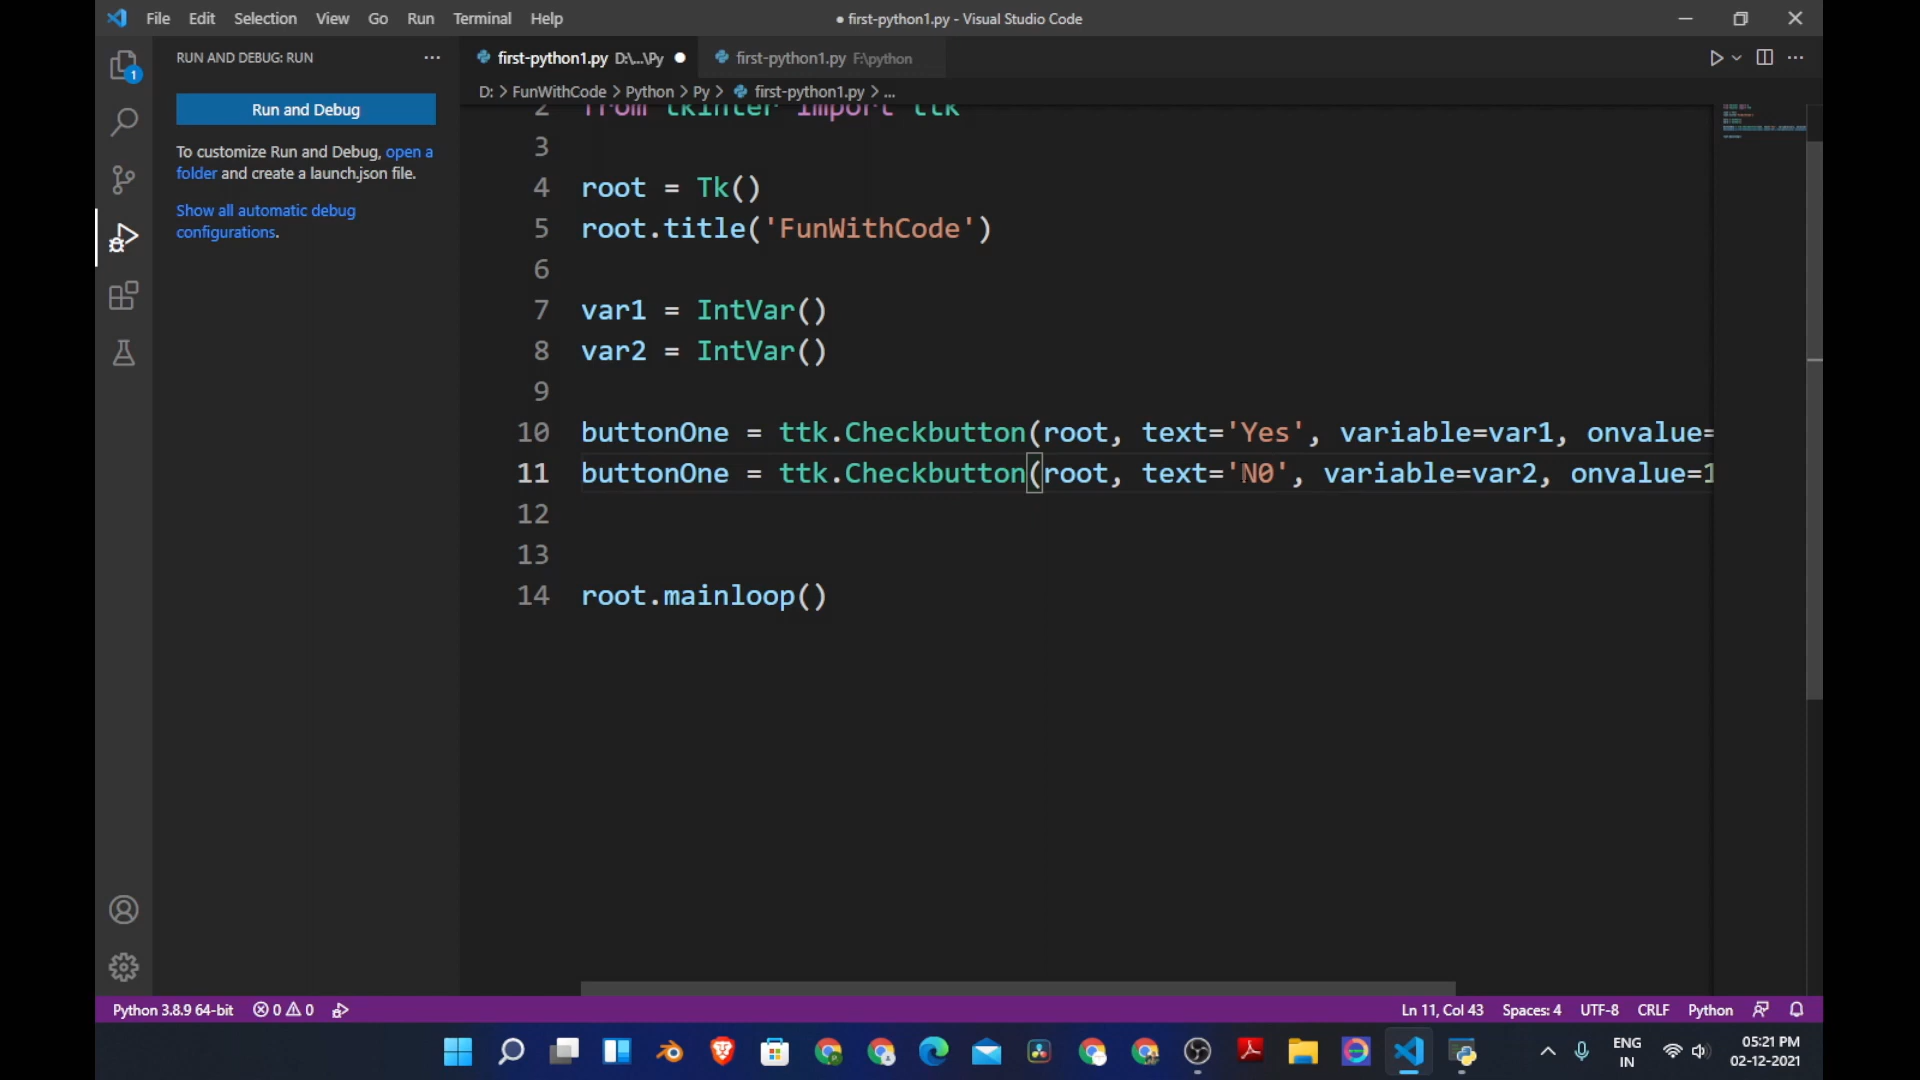 File Edit Selection View Go Run Terminal Help
● first-python1.py - Visual Studio Code
RUN AND DEBUG: RUN
Run and Debug
To customize Run and Debug, open a
folder and create a launch.json file.
Show all automatic debug
configurations.
first-python1.py D:\...\Py
first-python1.py F:\python
D: > FunWithCode > Python > Py > first-python1.py > ...
2 from tkinter import ttk
3
4 root = Tk()
5 root.title('FunWithCode')
6
7 var1 = IntVar()
8 var2 = IntVar()
9
10 buttonOne = ttk.Checkbutton(root, text='Yes', variable=var1, onvalue=
11 buttonOne = ttk.Checkbutton(root, text='N0', variable=var2, onvalue=1
12
13
14 root.mainloop()
1
Python 3.8.9 64-bit 0 0
Ln 11, Col 43 Spaces: 4 UTF-8 CRLF Python
ENG
IN
05:21 PM
02-12-2021